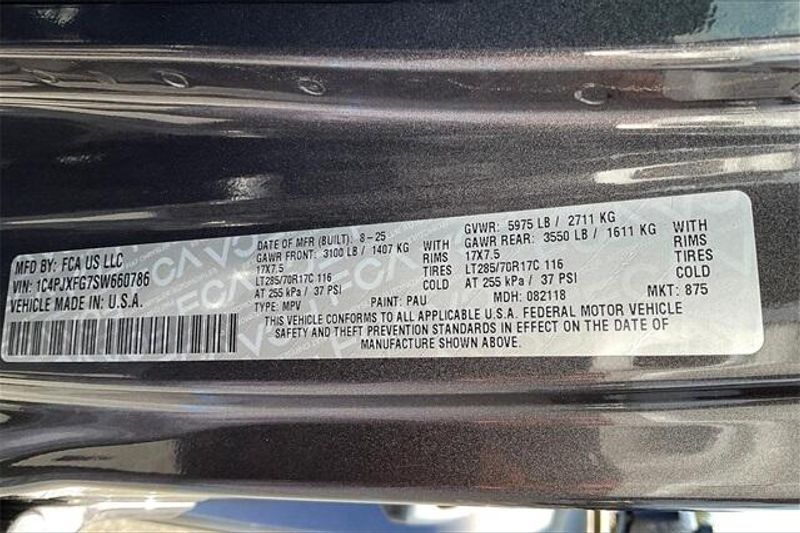 MFD BY: FCA US LLC
VIN: 1C4PJXFG7SW660786
VEHICLE MADE IN U.S.A.
DATE OF MFR (BUILT): 8-25
GAWR FRONT: 3100 LB / 1407 KG WITH
17X7.5 RIMS
LT285/70R17C 116 TIRES
AT 255 kPa / 37 PSI COLD
GVWR: 5975 LB / 2711 KG
GAWR REAR: 3550 LB / 1611 KG WITH
17X7.5 RIMS
LT285/70R17C 116 TIRES
AT 255 kPa / 37 PSI COLD
TYPE: MPV PAINT: PAU MDH: 082118 MKT: 875
THIS VEHICLE CONFORMS TO ALL APPLICABLE U.S.A. FEDERAL MOTOR VEHICLE
SAFETY AND THEFT PREVENTION STANDARDS IN EFFECT ON THE DATE OF
MANUFACTURE SHOWN ABOVE.